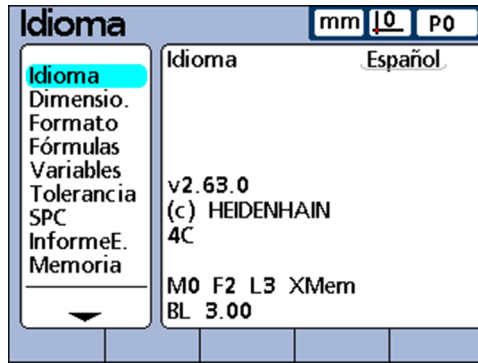 Idioma
mm 10 P0
Idioma
Dimensio.
Formato
Fórmulas
Variables
Tolerancia
SPC
InformeE.
Memoria
Idioma Español
v2.63.0
(c) HEIDENHAIN
4C
M0 F2 L3 XMem
BL 3.00